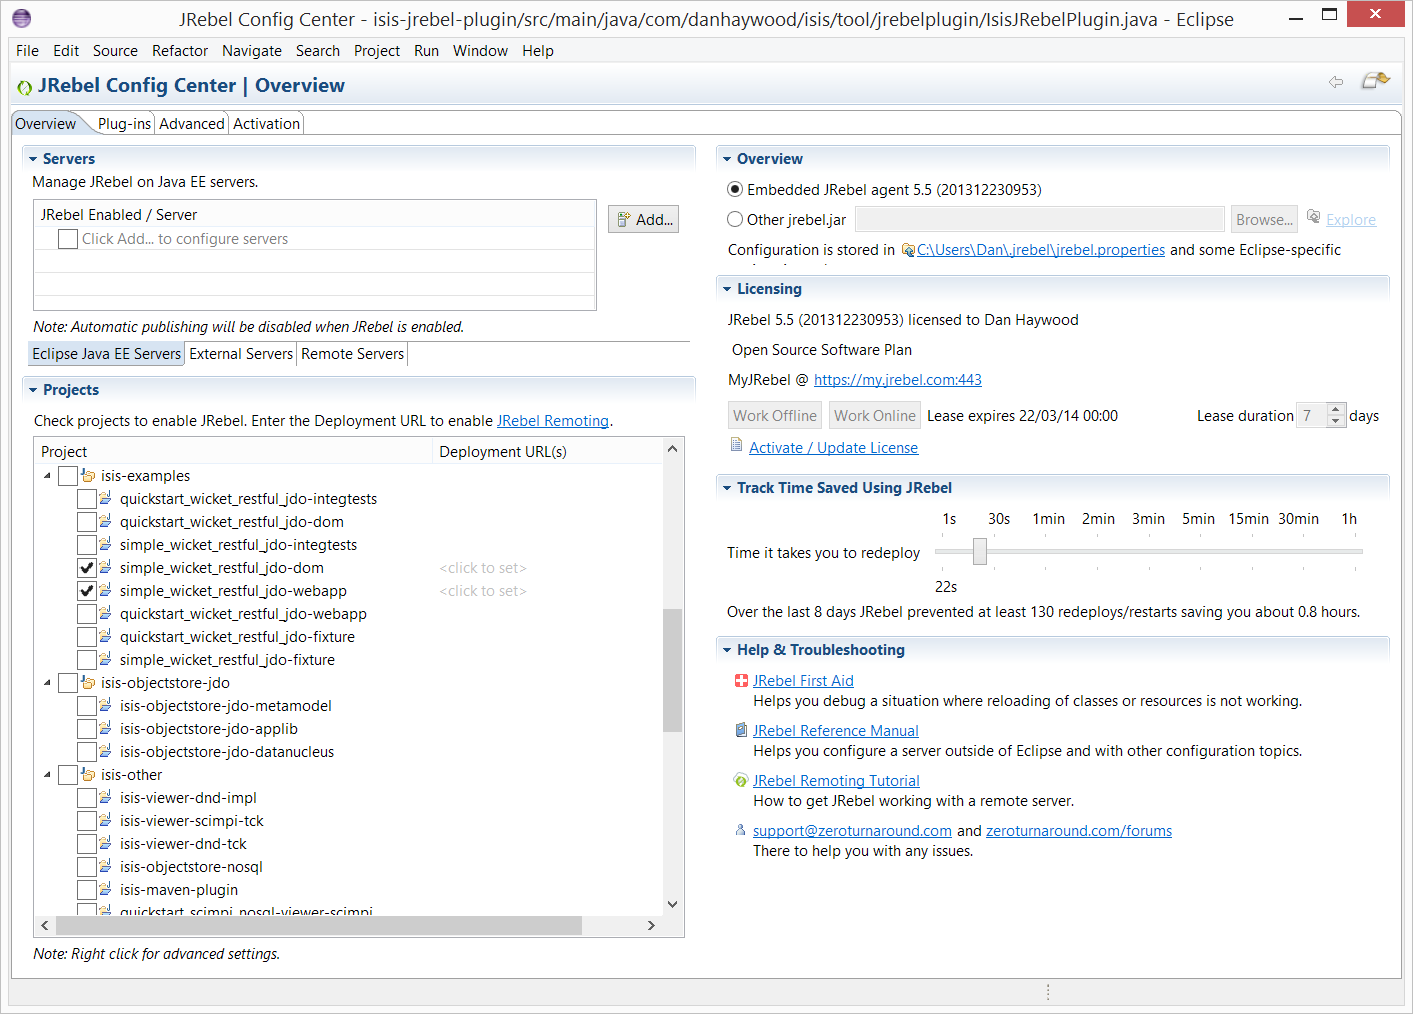 JRebel Config Center - isis-jrebel-plugin/src/main/java/com/danhaywood/isis/tool/jrebelplugin/IsisJRebelPlugin.java - Eclipse
File Edit Source Refactor Navigate Search Project Run Window Help
JRebel Config Center | Overview
Overview Plug-ins Advanced Activation
Servers
Manage JRebel on Java EE servers.
JRebel Enabled / Server
Click Add... to configure servers
Add...
Note: Automatic publishing will be disabled when JRebel is enabled.
Eclipse Java EE Servers External Servers Remote Servers
Projects
Check projects to enable JRebel. Enter the Deployment URL to enable JRebel Remoting.
Project Deployment URL(s)
isis-examples
quickstart_wicket_restful_jdo-integtests
quickstart_wicket_restful_jdo-dom
simple_wicket_restful_jdo-integtests
simple_wicket_restful_jdo-dom <click to set>
simple_wicket_restful_jdo-webapp <click to set>
quickstart_wicket_restful_jdo-webapp
quickstart_wicket_restful_jdo-fixture
simple_wicket_restful_jdo-fixture
isis-objectstore-jdo
isis-objectstore-jdo-metamodel
isis-objectstore-jdo-applib
isis-objectstore-jdo-datanucleus
isis-other
isis-viewer-dnd-impl
isis-viewer-scimpi-tck
isis-viewer-dnd-tck
isis-objectstore-nosql
isis-maven-plugin
quickstart_scimpi_nosql-viewer-scimpi
Note: Right click for advanced settings.
Overview
Embedded JRebel agent 5.5 (201312230953)
Other jrebel.jar Browse... Explore
Configuration is stored in C:\Users\Dan\.jrebel\jrebel.properties and some Eclipse-specific
Licensing
JRebel 5.5 (201312230953) licensed to Dan Haywood
Open Source Software Plan
MyJRebel @ https://my.jrebel.com:443
Work Offline Work Online Lease expires 22/03/14 00:00 Lease duration 7 days
Activate / Update License
Track Time Saved Using JRebel
1s 30s 1min 2min 3min 5min 15min 30min 1h
Time it takes you to redeploy
22s
Over the last 8 days JRebel prevented at least 130 redeploys/restarts saving you about 0.8 hours.
Help & Troubleshooting
JRebel First Aid
Helps you debug a situation where reloading of classes or resources is not working.
JRebel Reference Manual
Helps you configure a server outside of Eclipse and with other configuration topics.
JRebel Remoting Tutorial
How to get JRebel working with a remote server.
support@zeroturnaround.com and zeroturnaround.com/forums
There to help you with any issues.